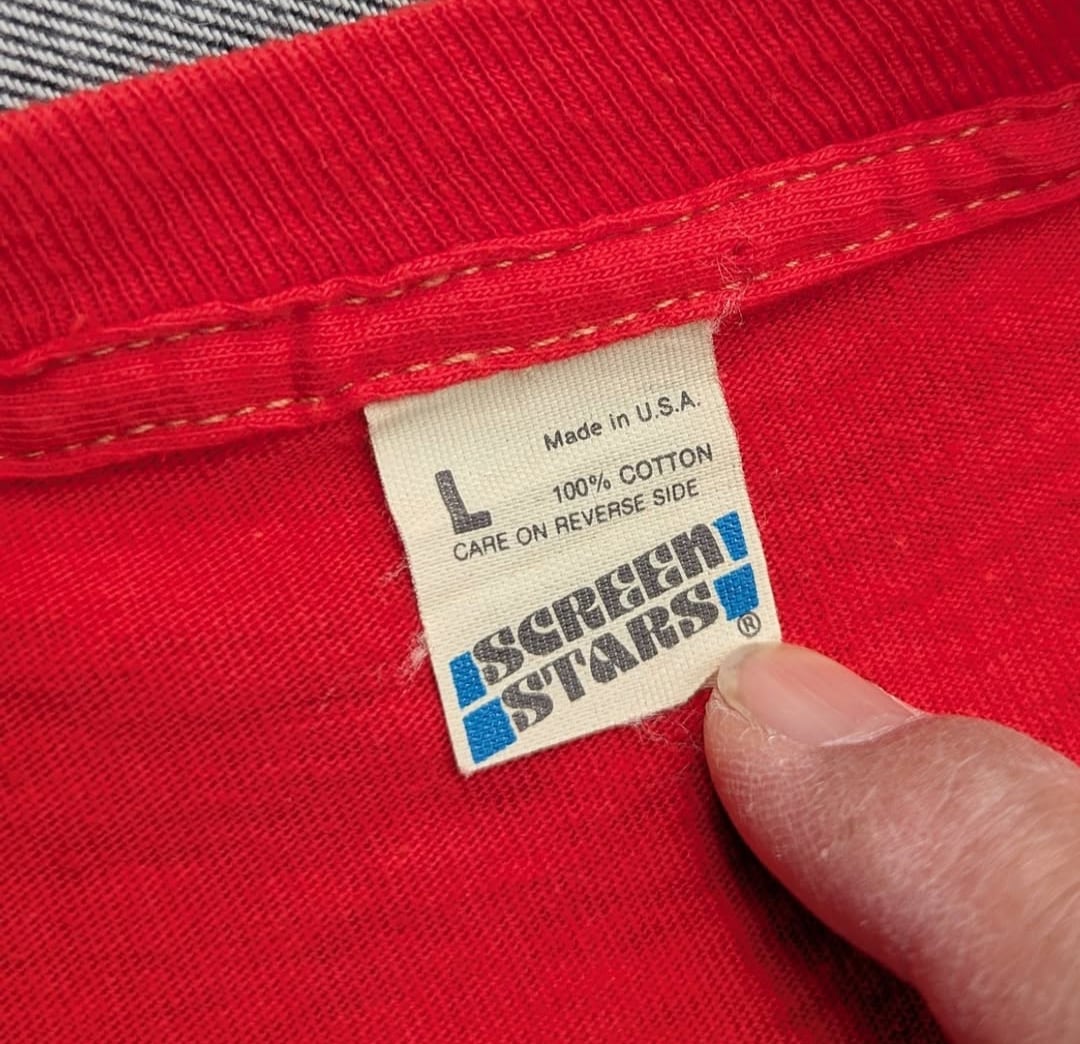 Made in U.S.A.
L
100% COTTON
CARE ON REVERSE SIDE
SCREEN
STARS
®